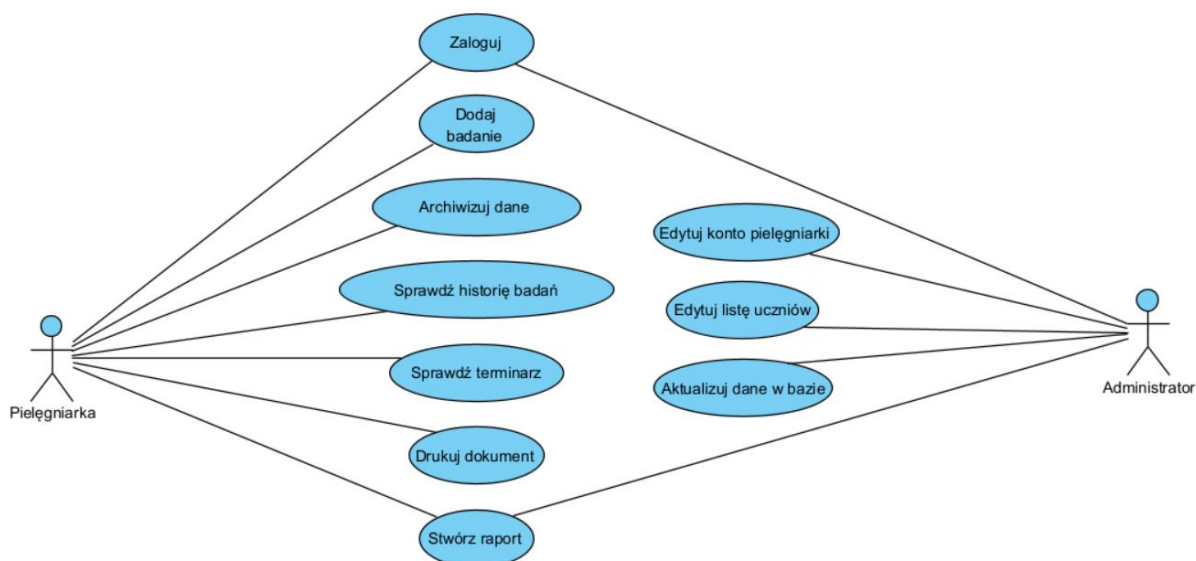 Zaloguj
Dodaj
badanie
Archiwizuj dane
Edytuj konto pielęgniarki
Sprawdź historię badań
Edytuj listę uczniów
Sprawdź terminarz
Aktualizuj dane w bazie
Pielęgniarka
Administrator
Drukuj dokument
Stwórz raport